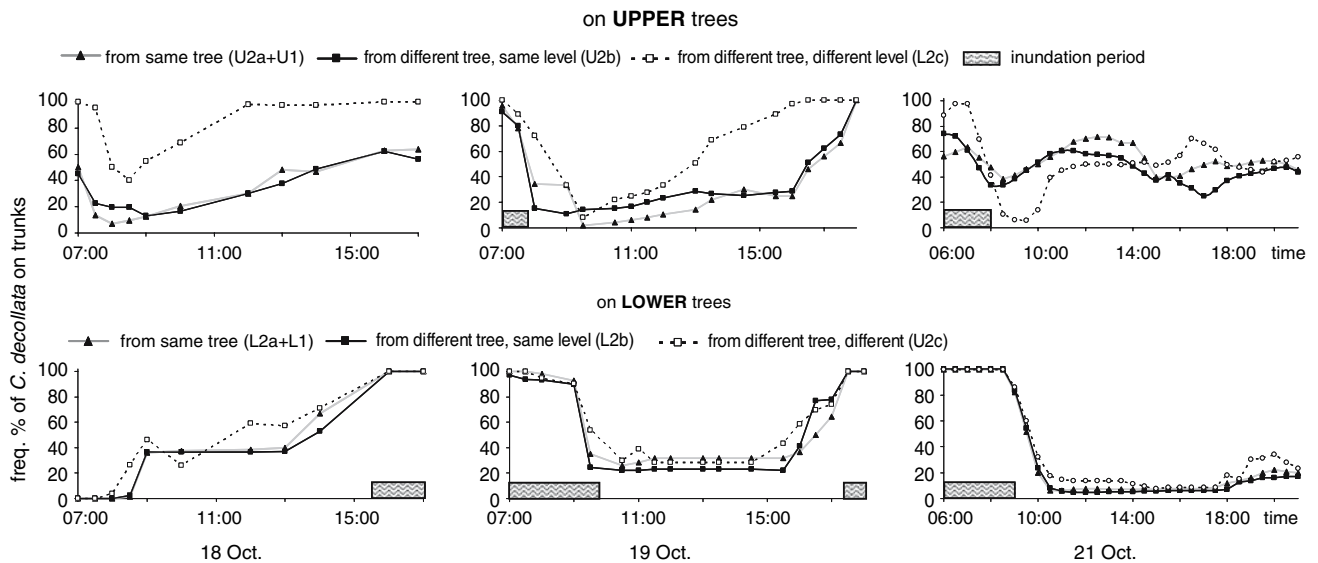 on UPPER trees
from same tree (U2a+U1) from different tree, same level (U2b) from different tree, different level (L2c) inundation period
freq. % of C. decollata on trunks
100 100 100
80 80 80
60 60 60
40 40 40
20 20 20
0 0 0
07:00 11:00 15:00 07:00 11:00 15:00 06:00 10:00 14:00 18:00 time
on LOWER trees
from same tree (L2a+L1) from different tree, same level (L2b) from different tree, different (U2c)
100 100 100
80 80 80
60 60 60
40 40 40
20 20 20
0 0 0
07:00 11:00 15:00 07:00 11:00 15:00 06:00 10:00 14:00 18:00 time
18 Oct. 19 Oct. 21 Oct.